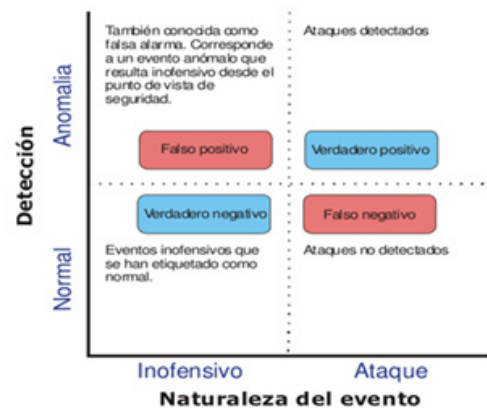 También conocida como
falsa alarma. Corresponde
a un evento anómalo que
resulta inofensivo desde el
punto de vista de
seguridad.
Ataques detectados
Falso positivo
Verdadero positivo
Verdadero negativo
Falso negativo
Eventos inofensivos que
se han etiquetado como
normal.
Ataques no detectados
Detección
Anomalia
Normal
Inofensivo
Ataque
Naturaleza del evento